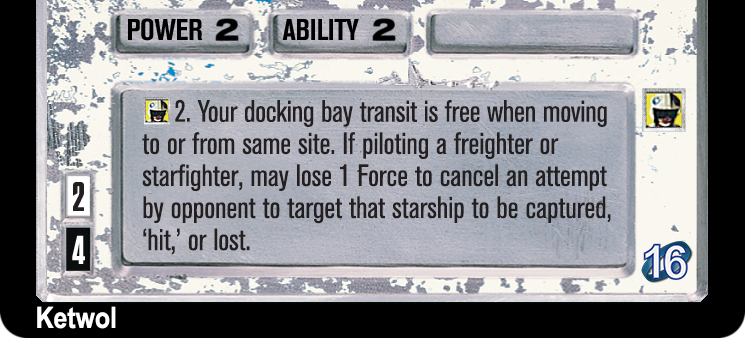 POWER 2 ABILITY 2
2. Your docking bay transit is free when moving
to or from same site. If piloting a freighter or
starfighter, may lose 1 Force to cancel an attempt
by opponent to target that starship to be captured,
‘hit,’ or lost.
2
4
16
Ketwol